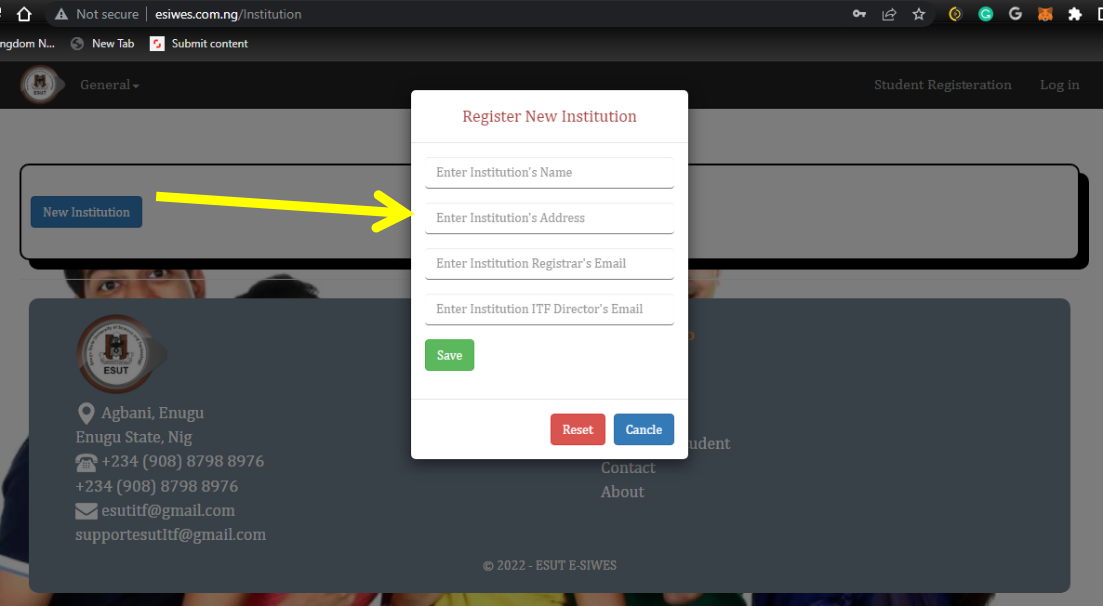 Not secure esiwes.com.ng/Institution
ngdom N... New Tab Submit content
General Student Registeration Log in
Register New Institution
Enter Institution's Name
New Institution
Enter Institution's Address
Enter Institution Registrar's Email
Enter Institution ITF Director's Email
Save
Reset Cancle
ESUT
Agbani, Enugu
Enugu State, Nig
+234 (908) 8798 8976
+234 (908) 8798 8976
esutitf@gmail.com
supportesutItf@gmail.com
udent
Contact
About
© 2022 - ESUT E-SIWES